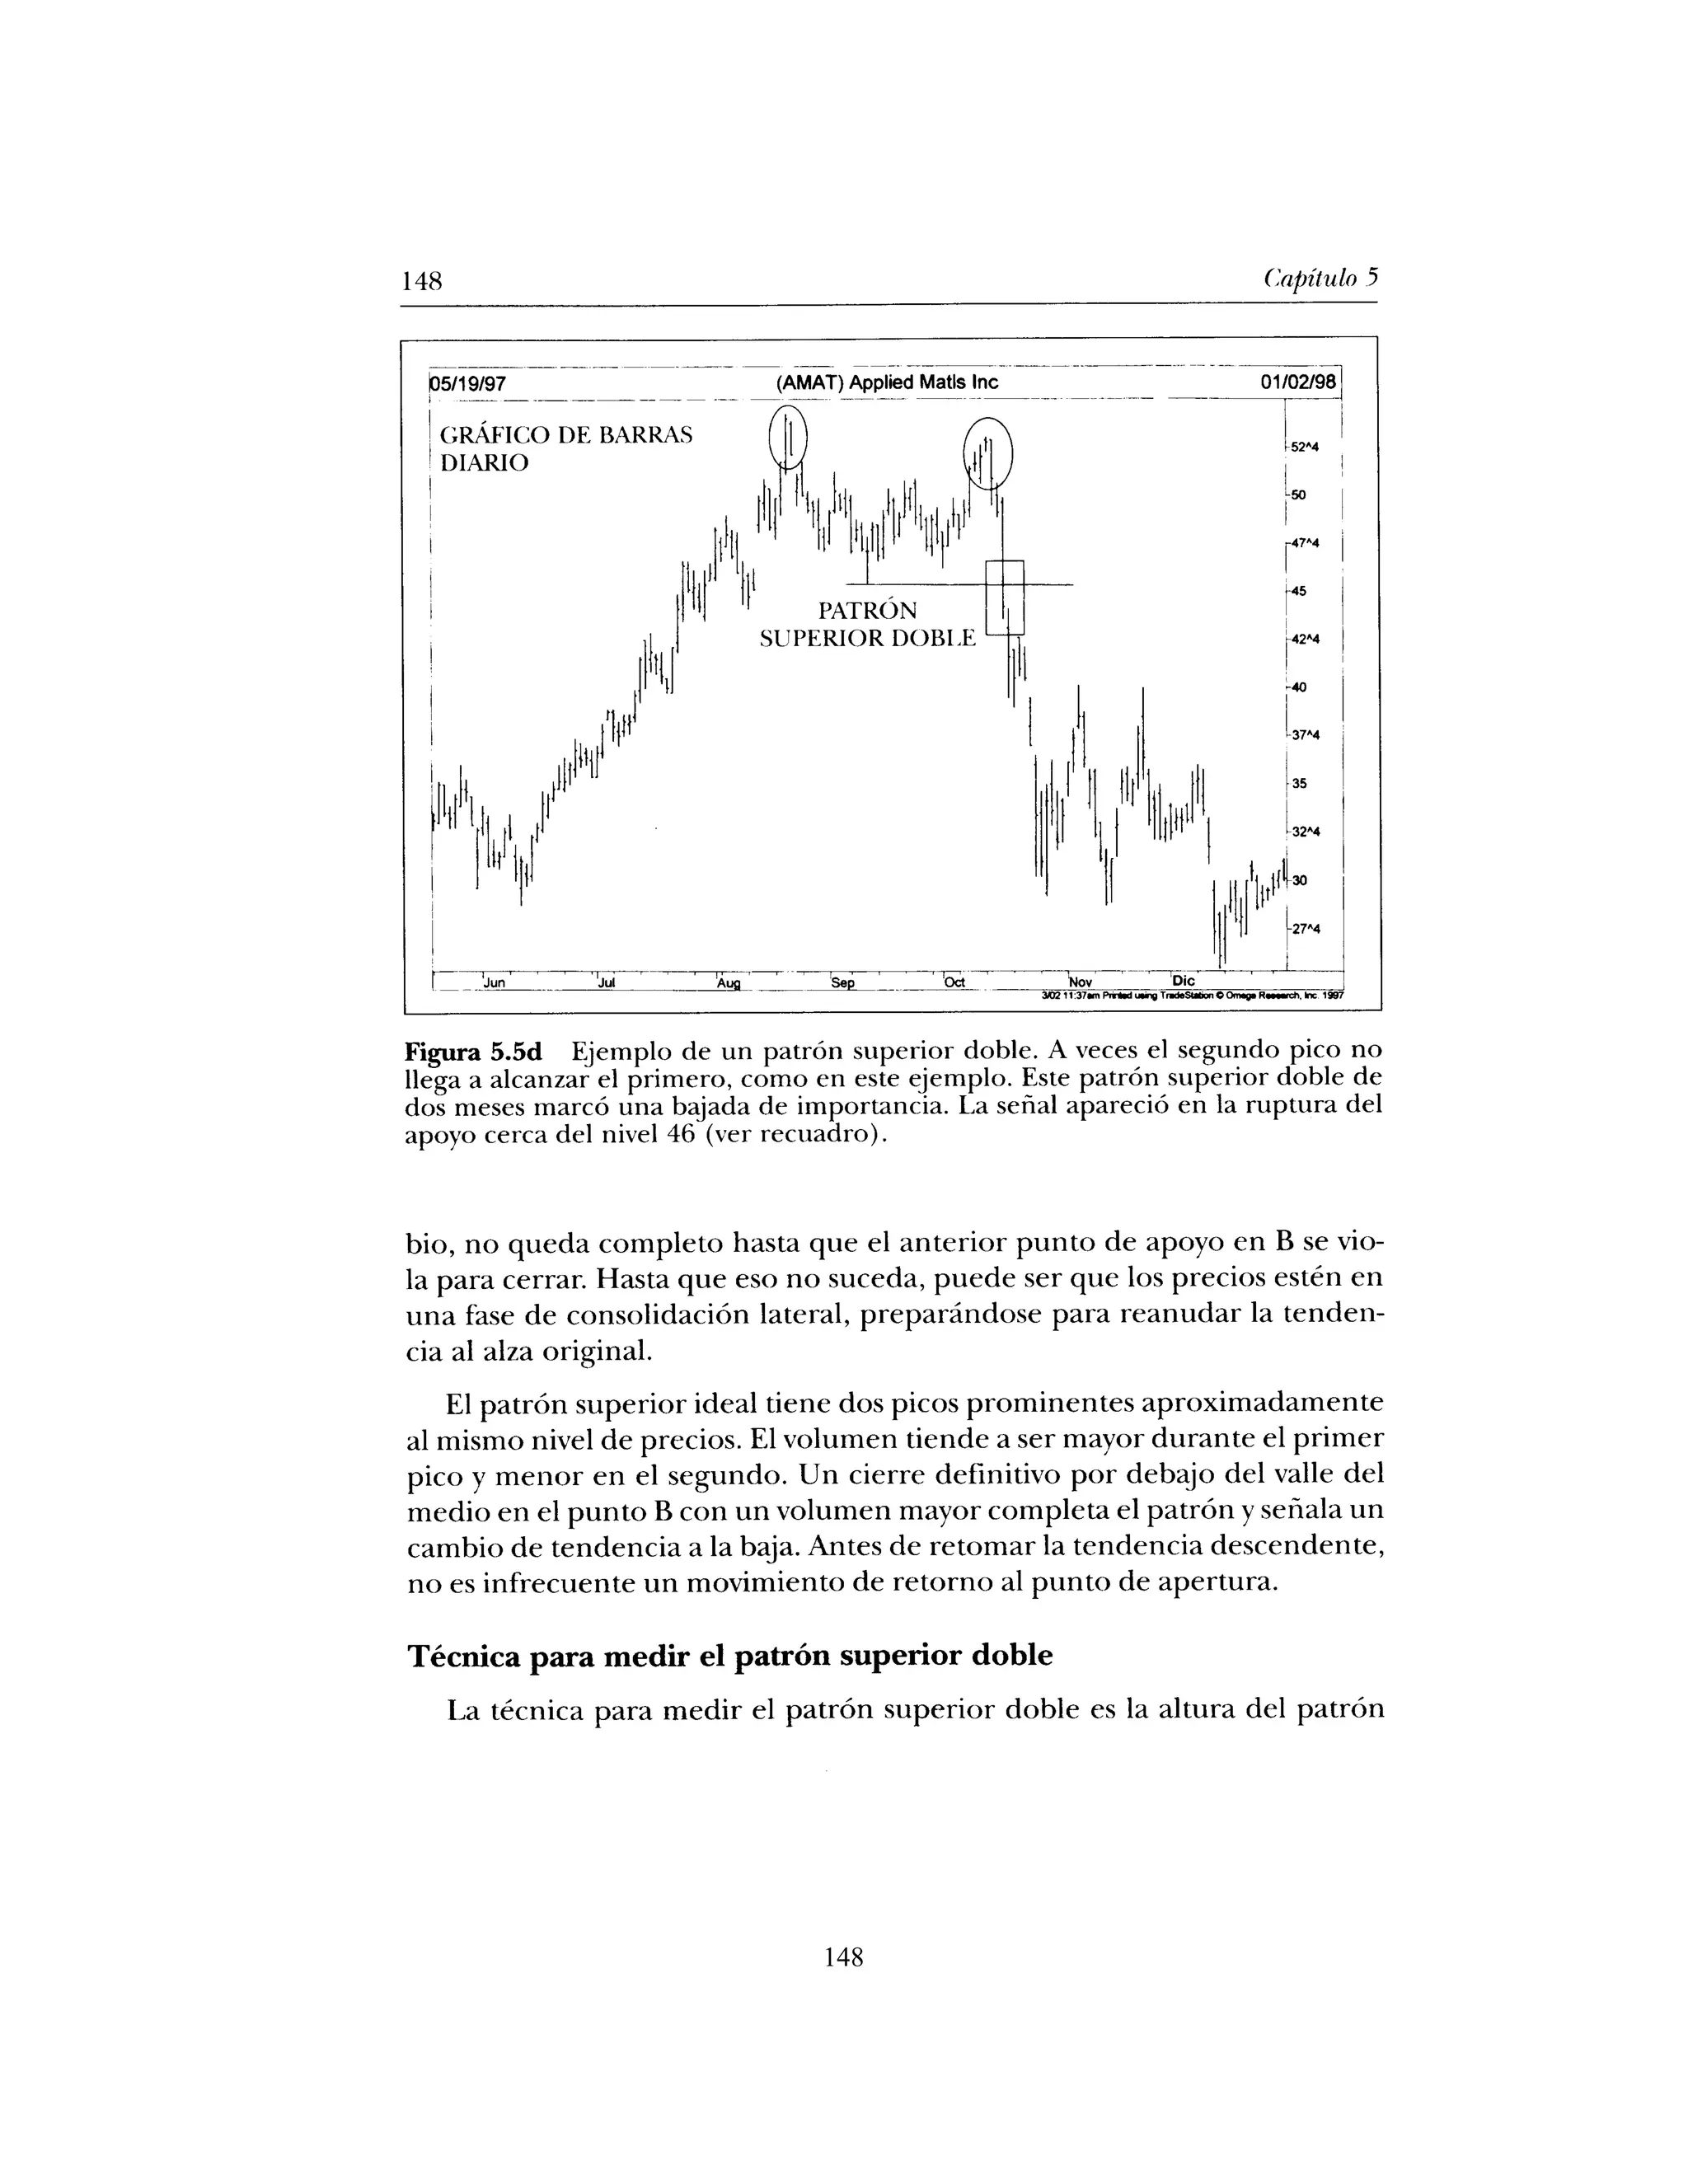 148
Capítulo 5
05/19/97
(AMAT) Applied Matls Inc
01/02/98
GRÁFICO DE BARRAS
DIARIO
52^4
50
47^4
45
PATRÓN
SUPERIOR DOBLE
42^4
40
37^4
35
32^4
30
27^4
Jun
Jul
Aug
Sep
Oct
Nov
Dic
3/02 11:37am Printed using TradeStation © Omega Research, Inc. 1997
Figura 5.5d Ejemplo de un patrón superior doble. A veces el segundo pico no
llega a alcanzar el primero, como en este ejemplo. Este patrón superior doble de
dos meses marcó una bajada de importancia. La señal apareció en la ruptura del
apoyo cerca del nivel 46 (ver recuadro).
bio, no queda completo hasta que el anterior punto de apoyo en B se vio-
la para cerrar. Hasta que eso no suceda, puede ser que los precios estén en
una fase de consolidación lateral, preparándose para reanudar la tenden-
cia al alza original.
El patrón superior ideal tiene dos picos prominentes aproximadamente
al mismo nivel de precios. El volumen tiende a ser mayor durante el primer
pico y menor en el segundo. Un cierre definitivo por debajo del valle del
medio en el punto B con un volumen mayor completa el patrón y señala un
cambio de tendencia a la baja. Antes de retomar la tendencia descendente,
no es infrecuente un movimiento de retorno al punto de apertura.
Técnica para medir el patrón superior doble
La técnica para medir el patrón superior doble es la altura del patrón
148